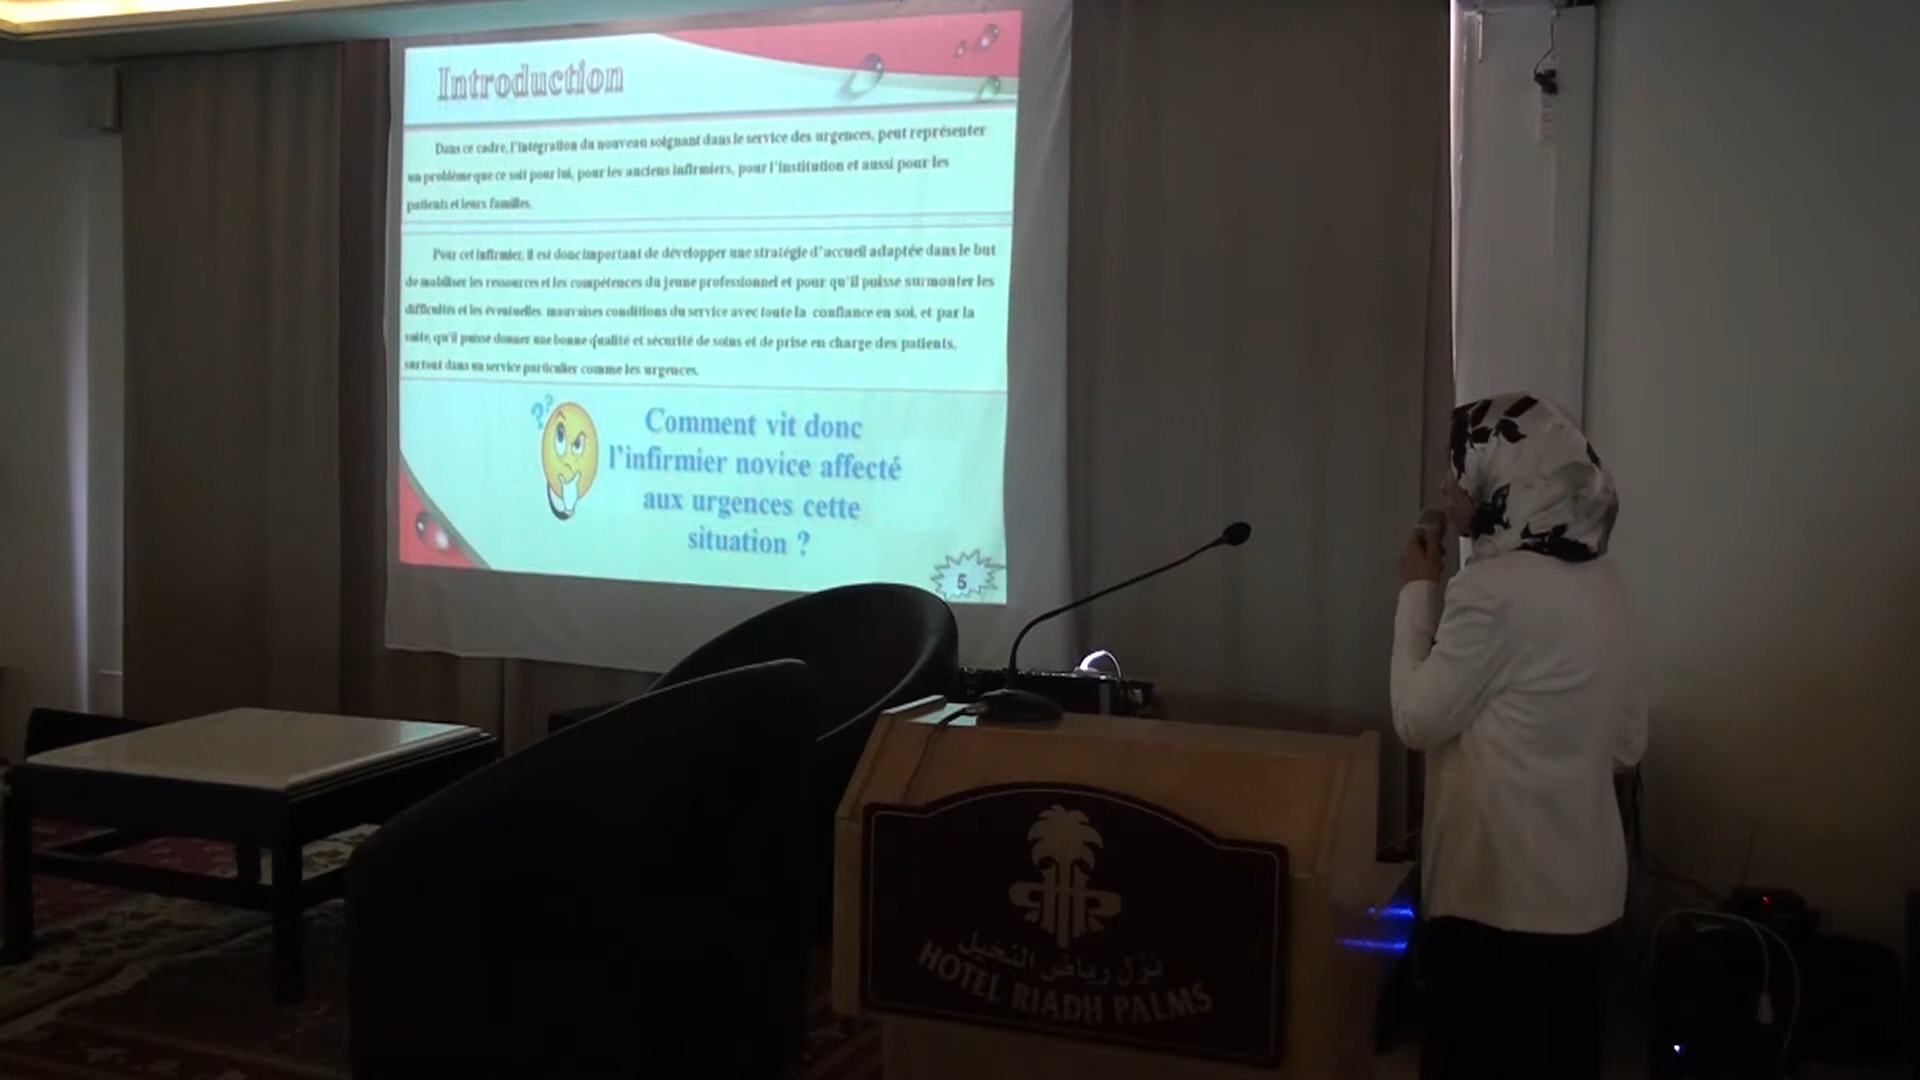 Introduction
Dans ce cadre, l'intégration du nouveau soignant dans le service des urgences, peut représenter
un problème que ce soit pour lui, pour les anciens infirmiers, pour l'institution et aussi pour les
patients et leurs familles.
Pour cet infirmier, il est donc important de développer une stratégie d'accueil adaptée dans le but
de mobiliser les ressources et les compétences du jeune professionnel et pour qu'il puisse surmonter les
difficultés et les éventuelles mauvaises conditions du service avec toute la confiance en soi, et par la
suite, qu'il puisse donner une bonne qualité et sécurité de soins et de prise en charge des patients,
surtout dans un service particulier comme les urgences.
??
Comment vit donc
l'infirmier novice affecté
aux urgences cette
situation ?
5
نزل رياض النخيل
HOTEL RIADH PALMS